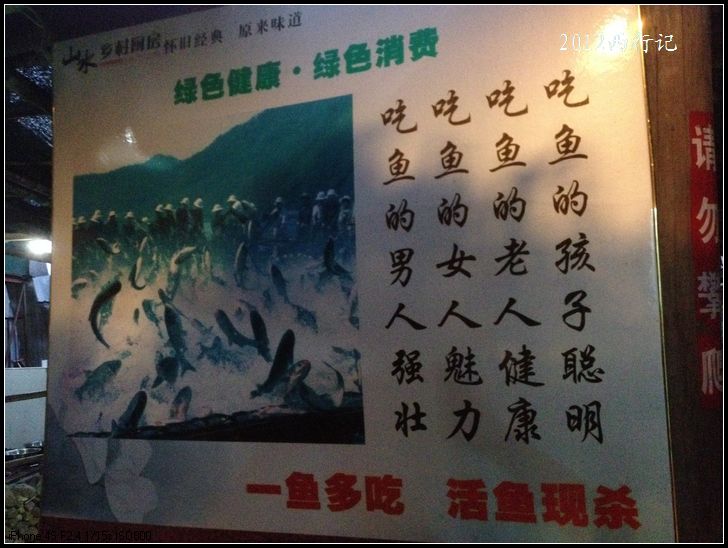 山水 乡村厨房 怀旧经典 原来味道
2012西行记
绿色健康·绿色消费
吃鱼的孩子聪明
吃鱼的老人健康
吃鱼的女人魅力
吃鱼的男人强壮
一鱼多吃 活鱼现杀
请勿攀爬